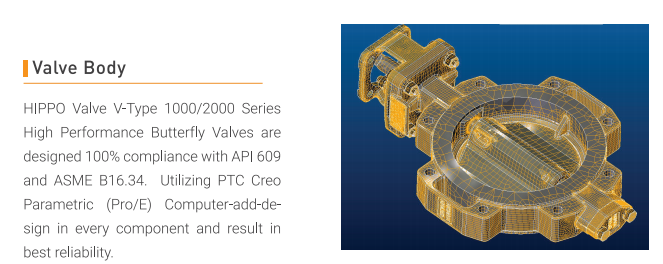 Valve Body
HIPPO Valve V-Type 1000/2000 Series
High Performance Butterfly Valves are
designed 100% compliance with API 609
and ASME B16.34. Utilizing PTC Creo
Parametric (Pro/E) Computer-add-de-
sign in every component and result in
best reliability.